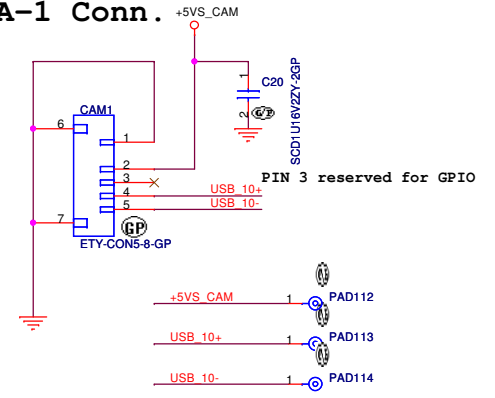 A-1 Conn.
+5VS_CAM
1
C20
2
GP
SCD1U16V2ZY-2GP
CAM1
6
1
2
3
4
5
7
PIN 3 reserved for GPIO
USB_10+
USB_10-
GP
ETY-CON5-8-GP
+5VS_CAM
1
PAD112
USB_10+
1
PAD113
USB_10-
1
PAD114